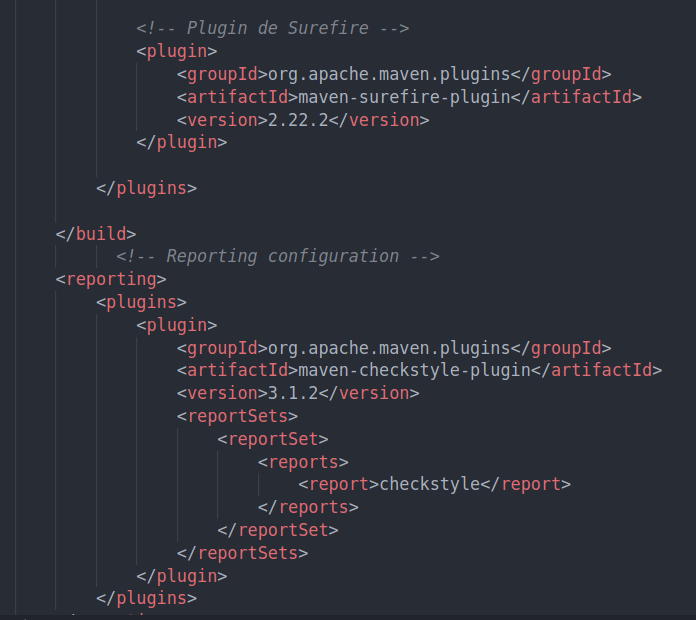 <!-- Plugin de Surefire -->
<plugin>
<groupId>org.apache.maven.plugins</groupId>
<artifactId>maven-surefire-plugin</artifactId>
<version>2.22.2</version>
</plugin>
</plugins>
</build>
<!-- Reporting configuration -->
<reporting>
<plugins>
<plugin>
<groupId>org.apache.maven.plugins</groupId>
<artifactId>maven-checkstyle-plugin</artifactId>
<version>3.1.2</version>
<reportSets>
<reportSet>
<reports>
<report>checkstyle</report>
</reports>
</reportSet>
</reportSets>
</plugin>
</plugins>